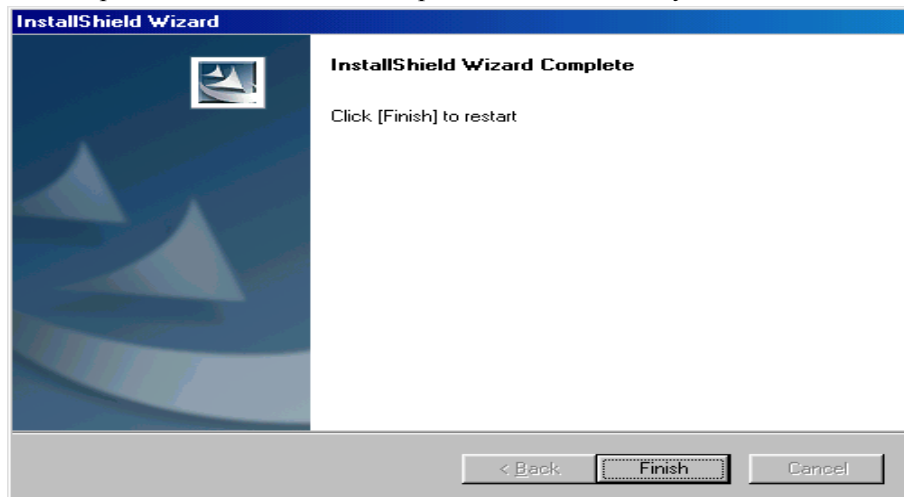 InstallShield Wizard
InstallShield Wizard Complete
Click [Finish] to restart
< Back Finish Cancel